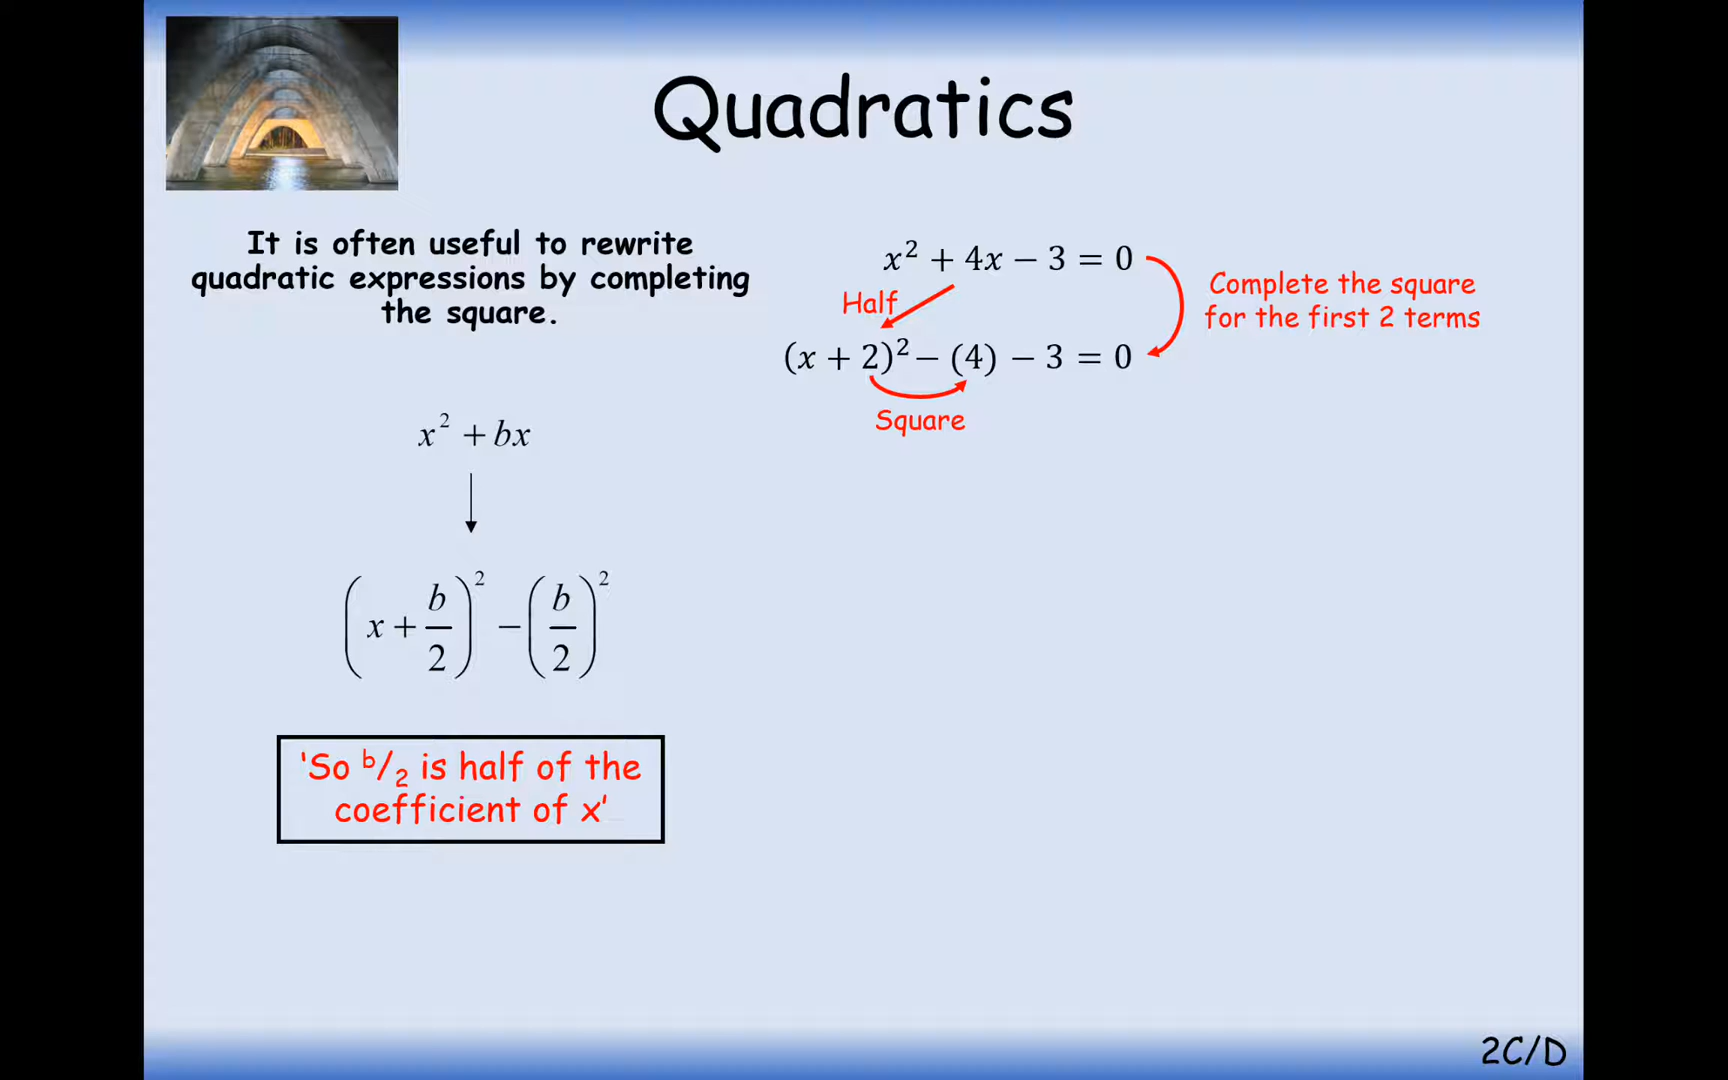 Quadratics
It is often useful to rewrite
quadratic expressions by completing
the square.
x² + bx
(x + b/2)² − (b/2)²
'So b/2 is half of the
coefficient of x'
x² + 4x − 3 = 0
Half
(x + 2)² − (4) − 3 = 0
Square
Complete the square
for the first 2 terms
2C/D